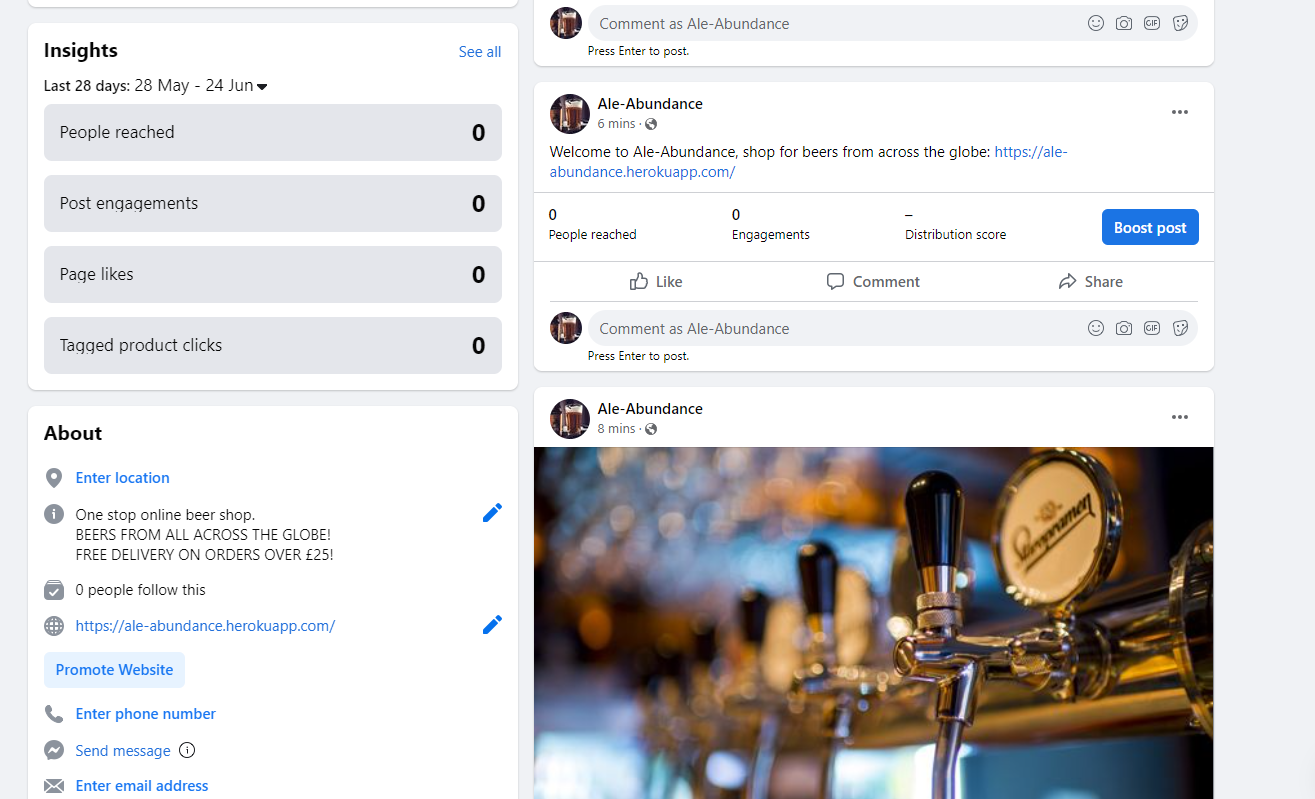 Insights
See all
Last 28 days: 28 May - 24 Jun
People reached
0
Post engagements
0
Page likes
0
Tagged product clicks
0
About
Enter location
One stop online beer shop.
BEERS FROM ALL ACROSS THE GLOBE!
FREE DELIVERY ON ORDERS OVER £25!
0 people follow this
https://ale-abundance.herokuapp.com/
Promote Website
Enter phone number
Send message
Enter email address
Comment as Ale-Abundance
GIF
Press Enter to post.
Ale-Abundance
6 mins ·
Welcome to Ale-Abundance, shop for beers from across the globe: https://ale-
abundance.herokuapp.com/
0
People reached
0
Engagements
–
Distribution score
Boost post
Like
Comment
Share
Comment as Ale-Abundance
GIF
Press Enter to post.
Ale-Abundance
8 mins ·
Staropramen